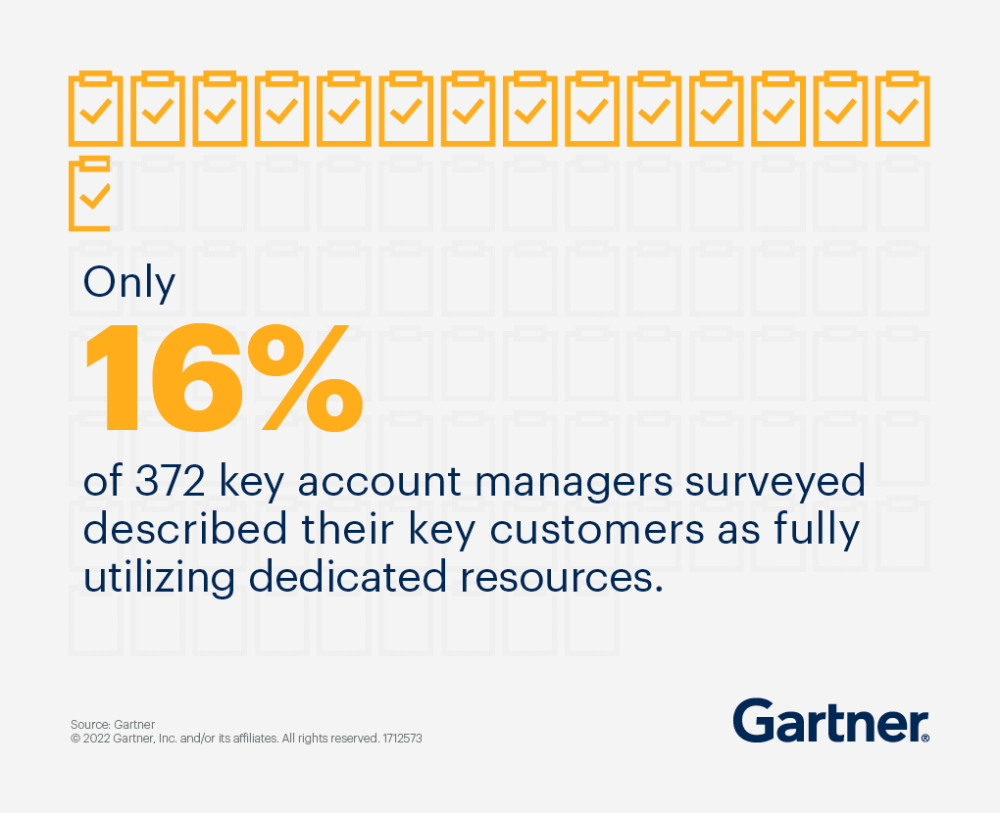 Only
16%
of 372 key account managers surveyed
described their key customers as fully
utilizing dedicated resources.
Source: Gartner
© 2022 Gartner, Inc. and/or its affiliates. All rights reserved. 1712573
Gartner®